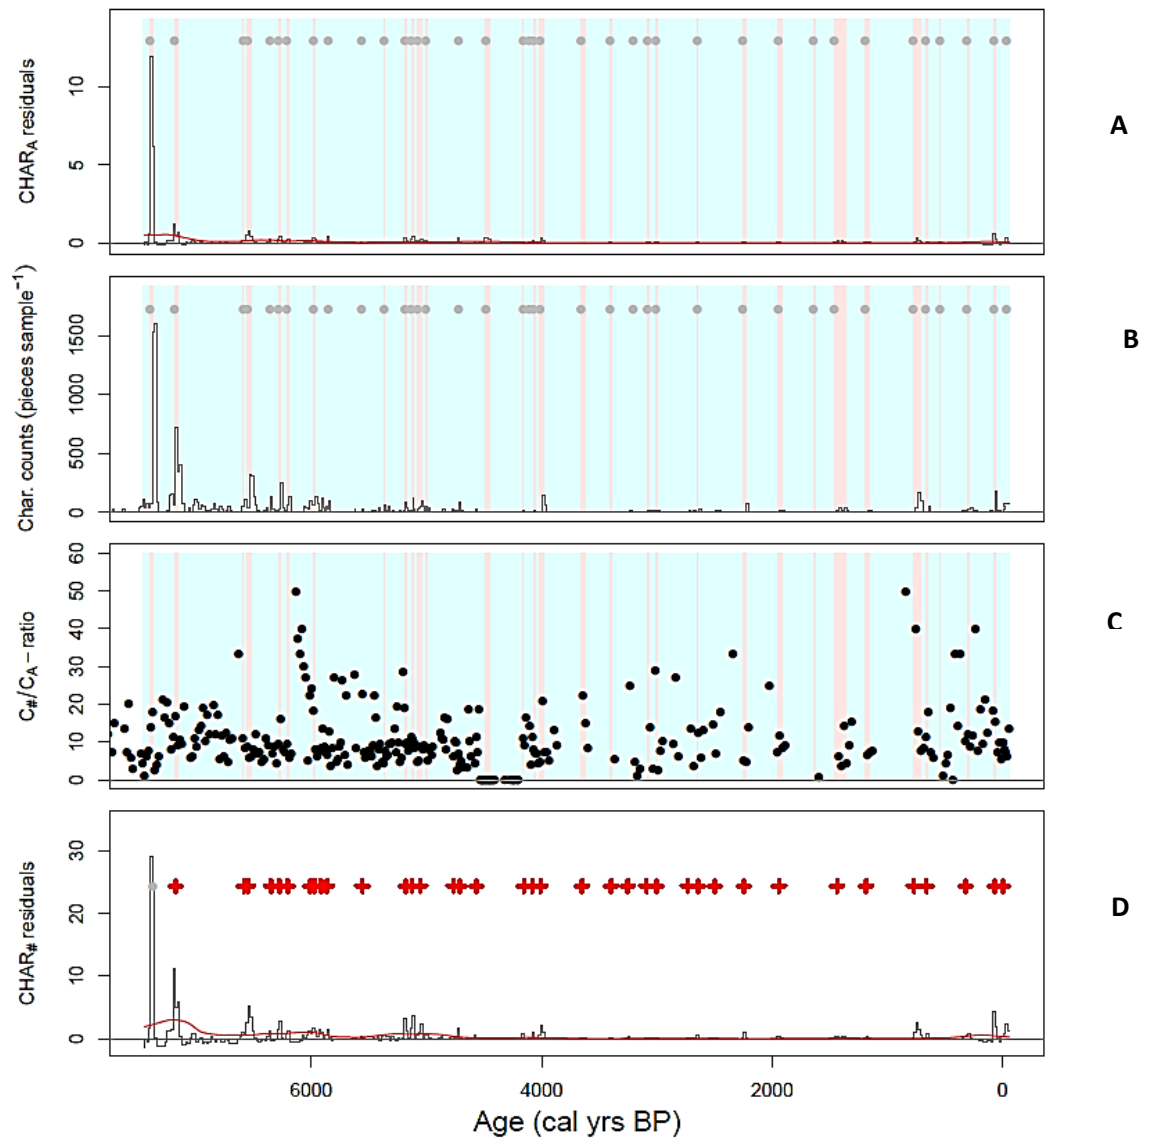 CHARA residuals
0
5
10
A
Char. counts (pieces sample−1)
0
500
1000
1500
B
C#/CA − ratio
0
10
20
30
40
50
60
C
CHAR# residuals
0
10
20
30
D
6000
4000
2000
0
Age (cal yrs BP)